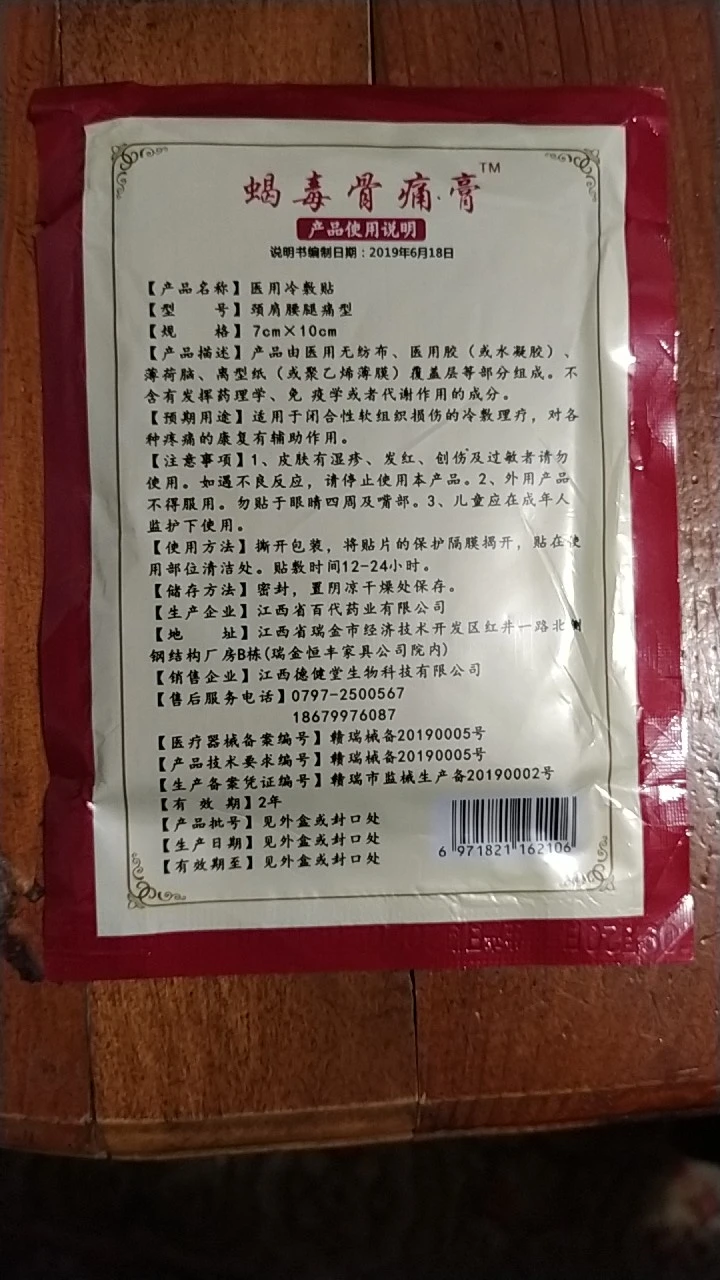 蝎毒骨痛膏™
产品使用说明
说明书编制日期：2019年6月18日
【产品名称】医用冷敷贴
【型　　号】颈肩腰腿痛型
【规　　格】7cm×10cm
【产品描述】产品由医用无纺布、医用胶（或水凝胶）、
薄荷脑、离型纸（或聚乙烯薄膜）覆盖层等部分组成。不
含有发挥药理学、免 疫学或者代谢作用的成分。
【预期用途】适用于闭合性软组织损伤的冷敷理疗，对各
种疼痛的康复有辅助作用。
【注意事项】1、皮肤有湿疹、发红、创伤及过敏者请勿
使用。如遇不良反应，请停止使用本产品。2、外用产品
不得服用。勿贴于眼睛四周及嘴部。3、儿童应在成年人
监护下使用。
【使用方法】撕开包装，将贴片的保护隔膜揭开，贴在使
用部位清洁处。贴敷时间12-24小时。
【储存方法】密封，置阴凉干燥处保存。
【生产企业】江西省百代药业有限公司
【地　　址】江西省瑞金市经济技术开发区红井一路北侧
钢结构厂房B栋(瑞金恒丰家具公司院内)
【销售企业】江西德健堂生物科技有限公司
【售后服务电话】0797-2500567
18679976087
【医疗器械备案编号】赣瑞械备20190005号
【产品技术要求编号】赣瑞械备20190005号
【生产备案凭证编号】赣瑞市监械生产备20190002号
【有 效 期】2年
【产品批号】见外盒或封口处
【生产日期】见外盒或封口处
【有效期至】见外盒或封口处
6 971821 162106